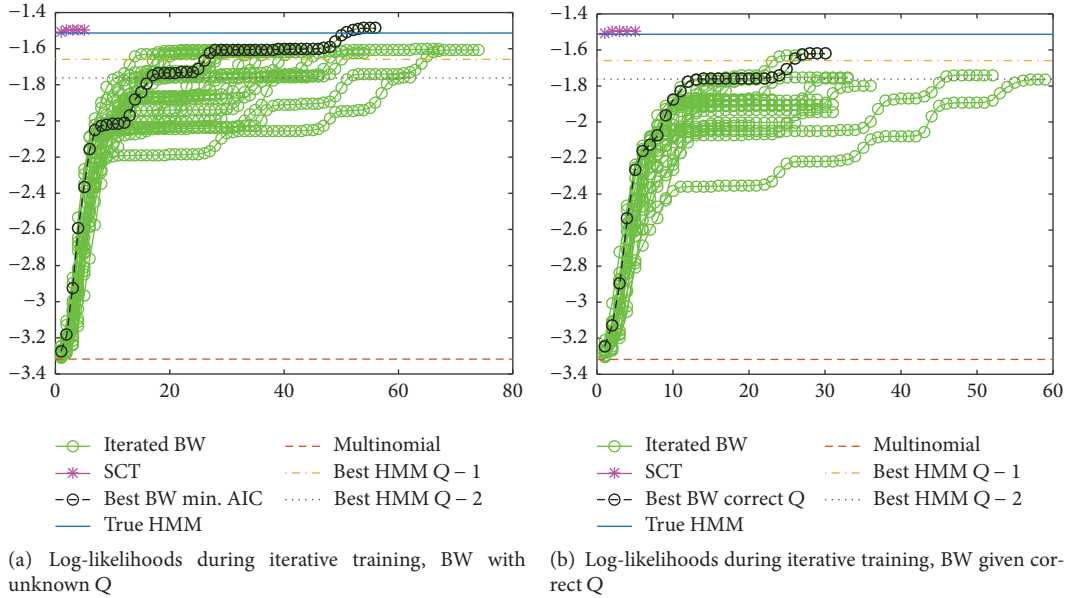 −1.4
−1.6
−1.8
−2
−2.2
−2.4
−2.6
−2.8
−3
−3.2
−3.4
0 20 40 60 80
Iterated BW
SCT
Best BW min. AIC
True HMM
Multinomial
Best HMM Q − 1
Best HMM Q − 2
(a) Log-likelihoods during iterative training, BW with
unknown Q
−1.4
−1.6
−1.8
−2
−2.2
−2.4
−2.6
−2.8
−3
−3.2
−3.4
0 10 20 30 40 50 60
Iterated BW
SCT
Best BW correct Q
True HMM
Multinomial
Best HMM Q − 1
Best HMM Q − 2
(b) Log-likelihoods during iterative training, BW given cor-
rect Q